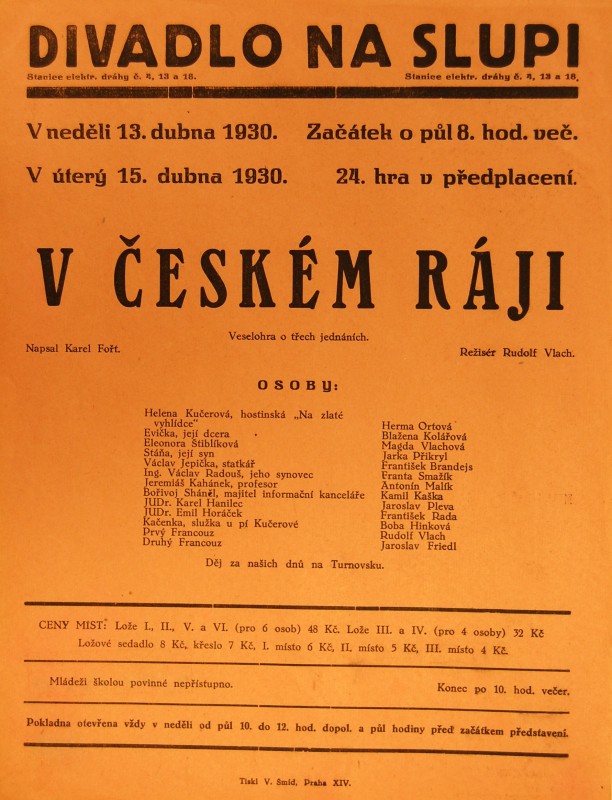 DIVADLO NA SLUPI
Stanice elektr. dráhy č. 4, 13 a 18. Stanice elektr. dráhy č. 4, 13 a 18.
V neděli 13. dubna 1930. Začátek o půl 8. hod. več.
V úterý 15. dubna 1930. 24. hra v předplacení.
V ČESKÉM RÁJI
Veselohra o třech jednáních.
Napsal Karel Fořt. Režisér Rudolf Vlach.
OSOBY:
Helena Kučerová, hostinská „Na zlaté
vyhlídce" Herma Ortová
Evička, její dcera Blažena Kolářová
Eleonora Štiblíková Magda Vlachová
Stáňa, její syn Jarka Přikryl
Václav Jepička, statkář František Brandejs
Ing. Václav Radouš, jeho synovec Franta Smažík
Jeremiáš Kahánek, profesor Antonín Malík
Bořivoj Sháněl, majitel informační kanceláře Kamil Kaška
JUDr. Karel Hanilec Jaroslav Pleva
JUDr. Emil Horáček František Rada
Kačenka, služka u pí Kučerové Boba Hinková
Prvý Francouz Rudolf Vlach
Druhý Francouz Jaroslav Friedl
Děj za našich dnů na Turnovsku.
CENY MIST: Lože I., II., V. a VI. (pro 6 osob) 48 Kč. Lože III. a IV. (pro 4 osoby) 32 Kč
Ložové sedadlo 8 Kč, křeslo 7 Kč, I. místo 6 Kč, II. místo 5 Kč, III. místo 4 Kč.
Mládeži školou povinné nepřístupno. Konec po 10. hod. večer.
Pokladna otevřena vždy v neděli od půl 10. do 12. hod. dopol. a půl hodiny před začátkem představení.
Tiskl V. Šmíd, Praha XIV.